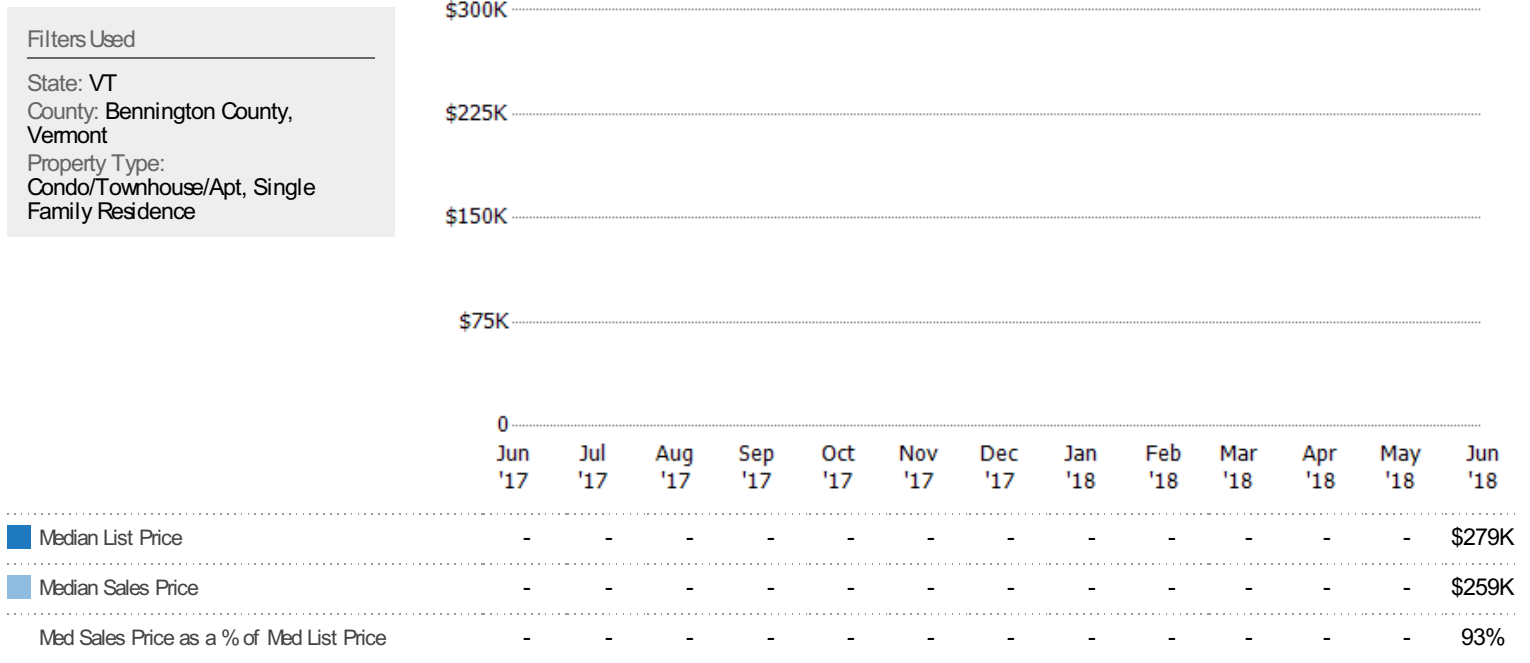 Filters Used
State: VT
County: Bennington County,
Vermont
Property Type:
Condo/Townhouse/Apt, Single
Family Residence
$300K
$225K
$150K
$75K
0
Jun Jul Aug Sep Oct Nov Dec Jan Feb Mar Apr May Jun
'17 '17 '17 '17 '17 '17 '17 '18 '18 '18 '18 '18 '18
Median List Price - - - - - - - - - - - - $279K
Median Sales Price - - - - - - - - - - - - $259K
Med Sales Price as a % of Med List Price - - - - - - - - - - - - 93%